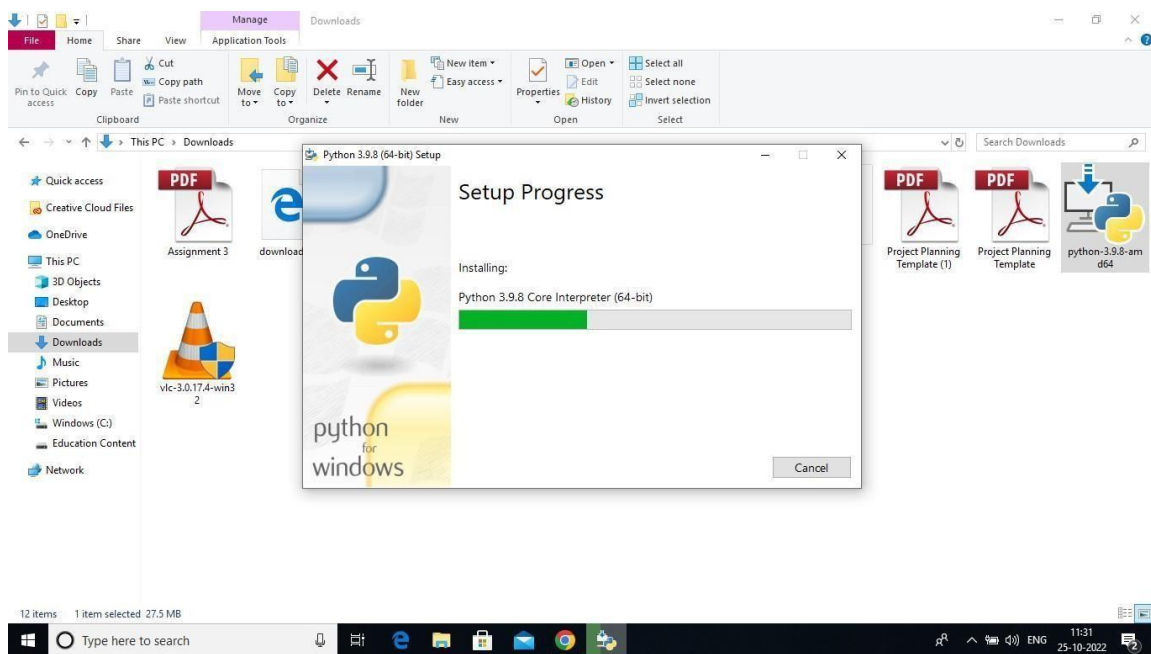 Manage
Downloads
File Home Share View Application Tools
Pin to Quick access
Copy
Paste
Cut
Copy path
Paste shortcut
Move to
Copy to
Delete
Rename
New folder
New item
Easy access
Properties
Open
Edit
History
Select all
Select none
Invert selection
Clipboard
Organize
New
Open
Select
This PC > Downloads
Search Downloads
Quick access
Creative Cloud Files
OneDrive
This PC
3D Objects
Desktop
Documents
Downloads
Music
Pictures
Videos
Windows (C:)
Education Content
Network
PDF
Assignment 3
download
vlc-3.0.17.4-win3
2
Python 3.9.8 (64-bit) Setup
Setup Progress
Installing:
Python 3.9.8 Core Interpreter (64-bit)
python
for
windows
Cancel
PDF
Project Planning
Template (1)
PDF
Project Planning
Template
python-3.9.8-am
d64
12 items 1 item selected 27.5 MB
Type here to search
ENG
11:31
25-10-2022
2